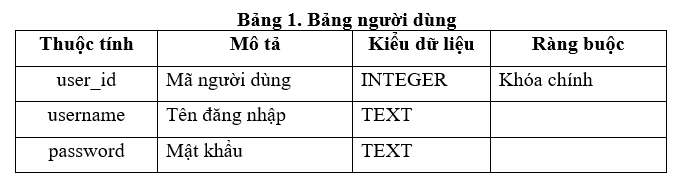 Bảng 1. Bảng người dùng
Thuộc tính Mô tả Kiểu dữ liệu Ràng buộc
user_id Mã người dùng INTEGER Khóa chính
username Tên đăng nhập TEXT
password Mật khẩu TEXT